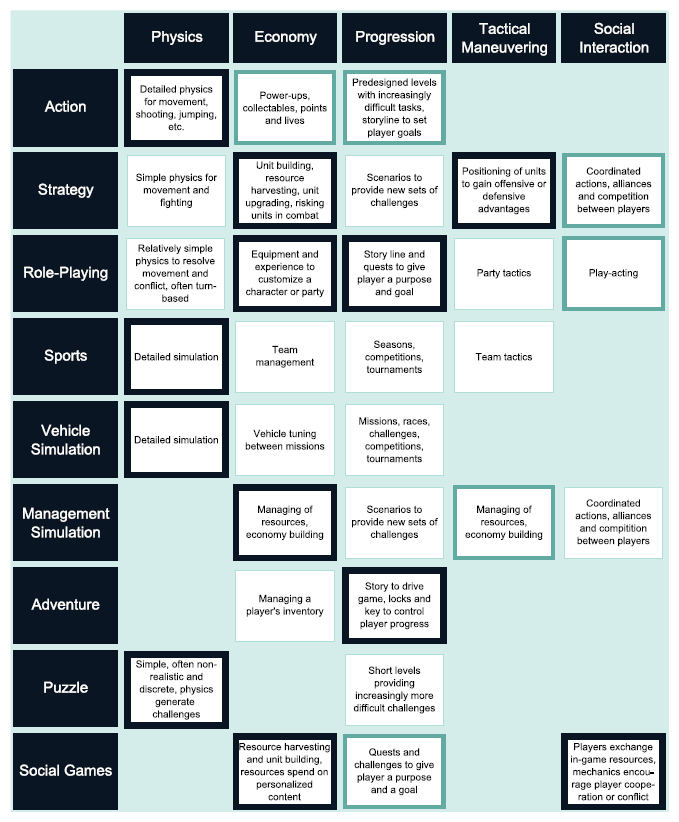 Physics
Economy
Progression
Tactical
Maneuvering
Social
Interaction
Action
Detailed physics
for movement,
shooting, jumping,
etc.
Power-ups,
collectables, points
and lives
Predesigned levels
with increasingly
difficult tasks,
storyline to set
player goals
Strategy
Simple physics for
movement and
fighting
Unit building,
resource
harvesting, unit
upgrading, risking
units in combat
Scenarios to
provide new sets of
challenges
Positioning of units
to gain offensive or
defensive
advantages
Coordinated
actions, alliances
and competition
between players
Role-Playing
Relatively simple
physics to resolve
movement and
conflict, often turn-
based
Equipment and
experience to
customize a
character or party
Story line and
quests to give
player a purpose
and goal
Party tactics
Play-acting
Sports
Detailed simulation
Team
management
Seasons,
competitions,
tournaments
Team tactics
Vehicle
Simulation
Detailed simulation
Vehicle tuning
between missions
Missions, races,
challenges,
competitions,
tournaments
Management
Simulation
Managing of
resources,
economy building
Scenarios to
provide new sets of
challenges
Managing of
resources,
economy building
Coordinated
actions, alliances
and compitition
between players
Adventure
Managing a
player's inventory
Story to drive
game, locks and
key to control
player progress
Puzzle
Simple, often non-
realistic and
discrete, physics
generate
challenges
Short levels
providing
increasingly more
difficult challenges
Social Games
Resource harvesting
and unit building,
resources spend on
personalized
content
Quests and
challenges to give
player a purpose
and a goal
Players exchange
in-game resources,
mechanics encou-
rage player coope-
ration or conflict